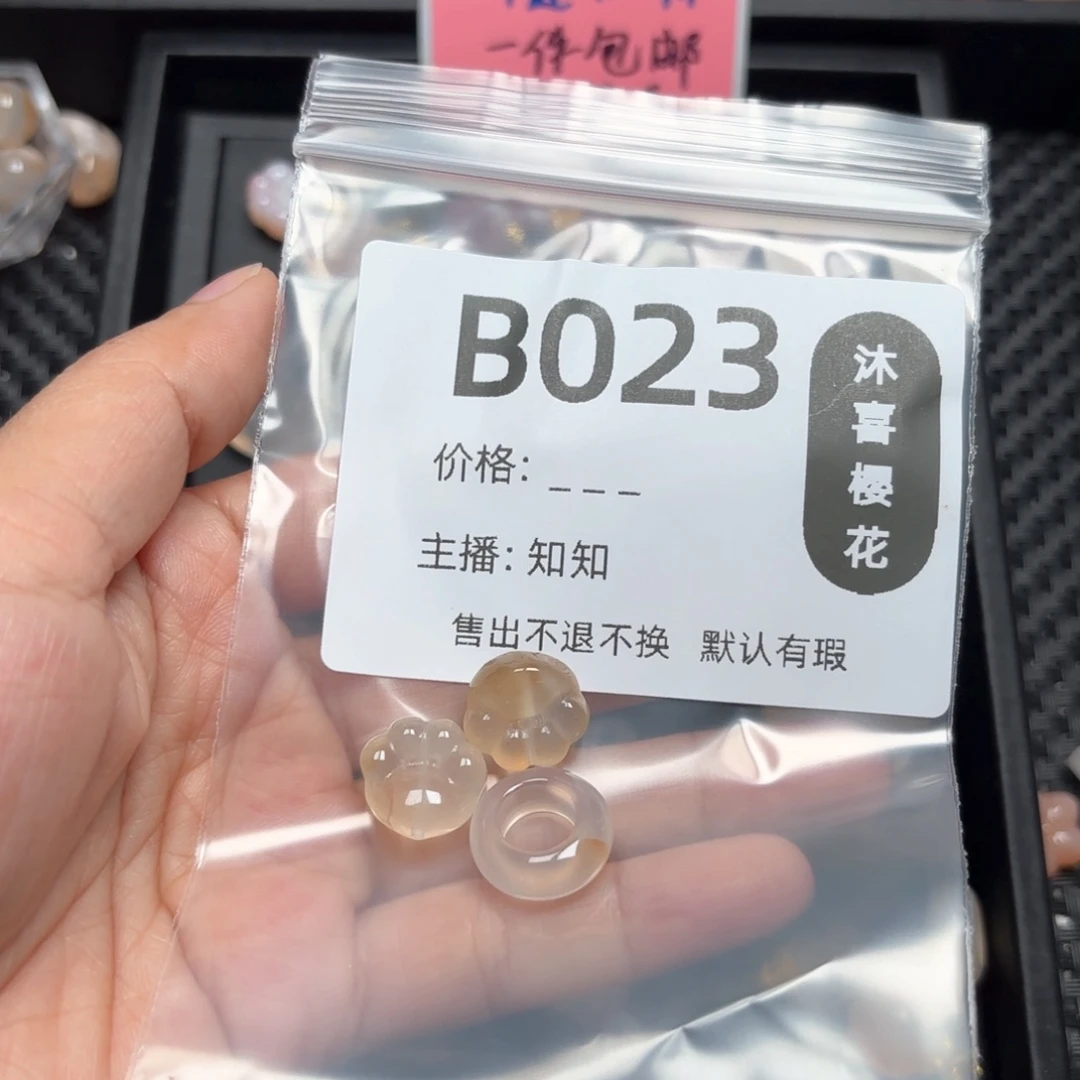 一件包邮
B023
价格: _ _ _
主播: 知知
售出不退不换 默认有瑕
沐喜樱花